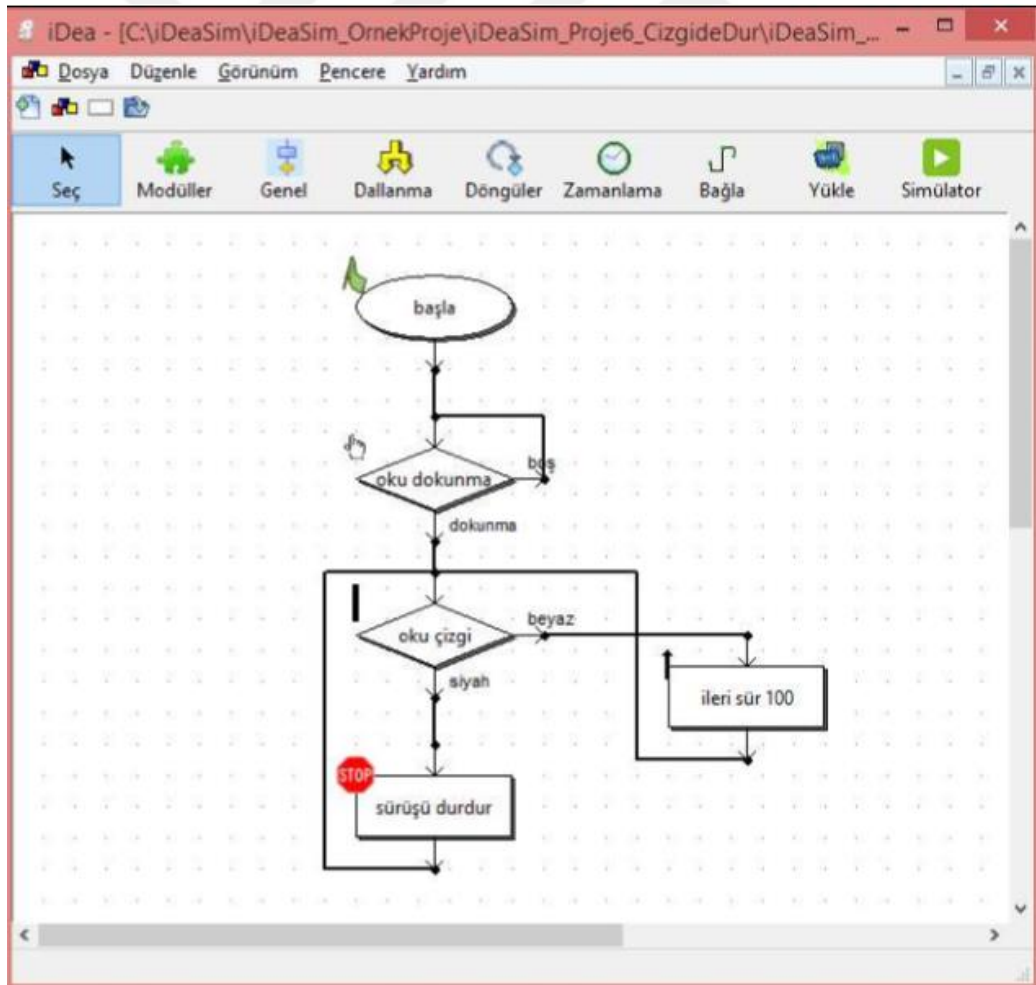 iDea - [C:\iDeaSim\iDeaSim_OrnekProje\iDeaSim_Proje6_CizgideDur\iDeaSim_...
Dosya Düzenle Görünüm Pencere Yardım
Seç Modüller Genel Dallanma Döngüler Zamanlama Bağla Yükle Simülator
başla
boş
oku dokunma
dokunma
beyaz
oku çizgi
siyah
ileri sür 100
STOP
sürüşü durdur